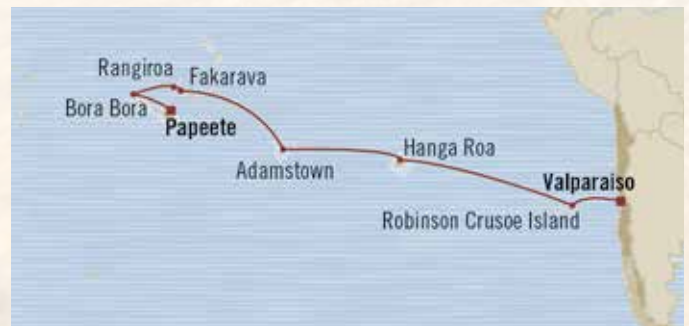 Rangiroa
Fakarava
Bora Bora
Papeete
Adamstown
Hanga Roa
Valparaiso
Robinson Crusoe Island